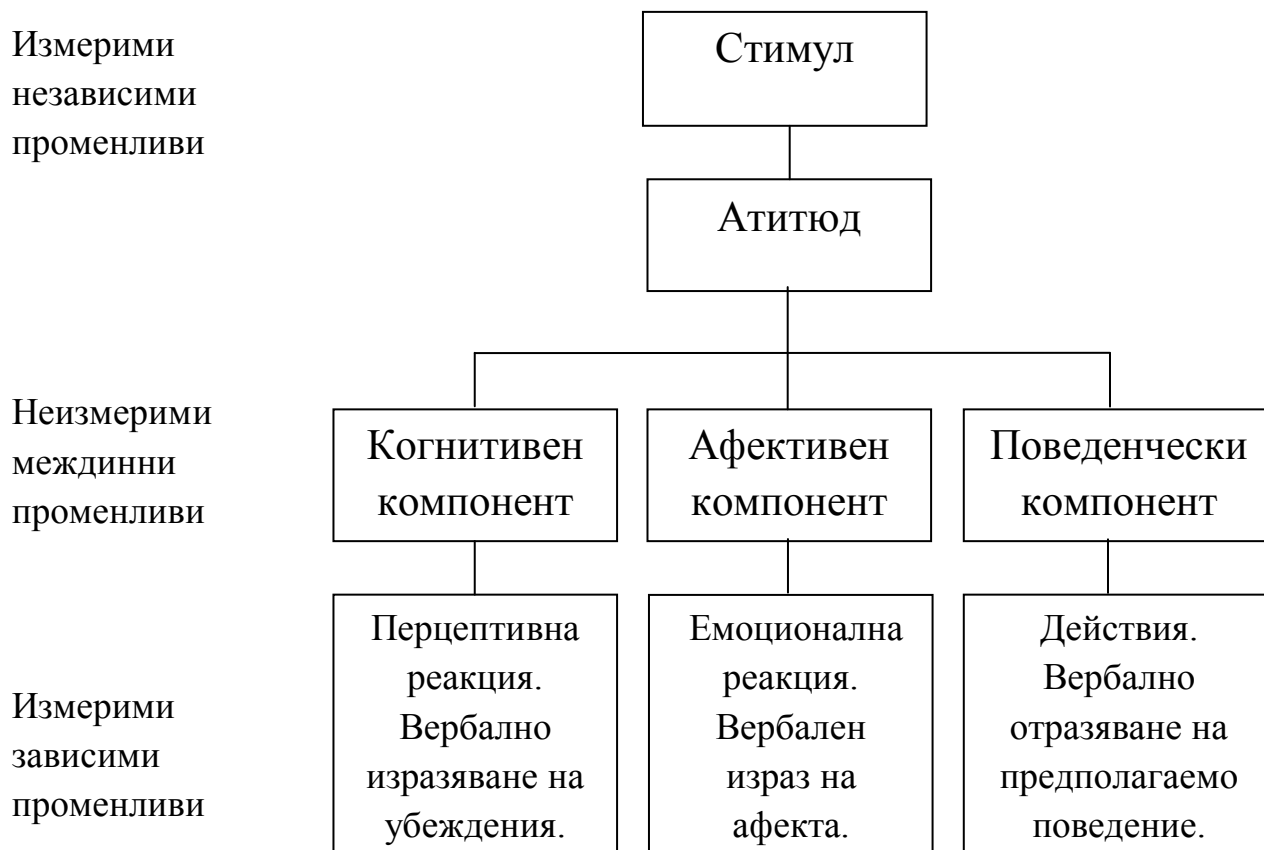 Измерими
независими
променливи
Стимул
Атитюд
Неизмерими
междинни
променливи
Когнитивен
компонент
Афективен
компонент
Поведенчески
компонент
Измерими
зависими
променливи
Перцептивна
реакция.
Вербално
изразяване на
убеждения.
Емоционална
реакция.
Вербален
израз на
афекта.
Действия.
Вербално
отразяване на
предполагаемо
поведение.